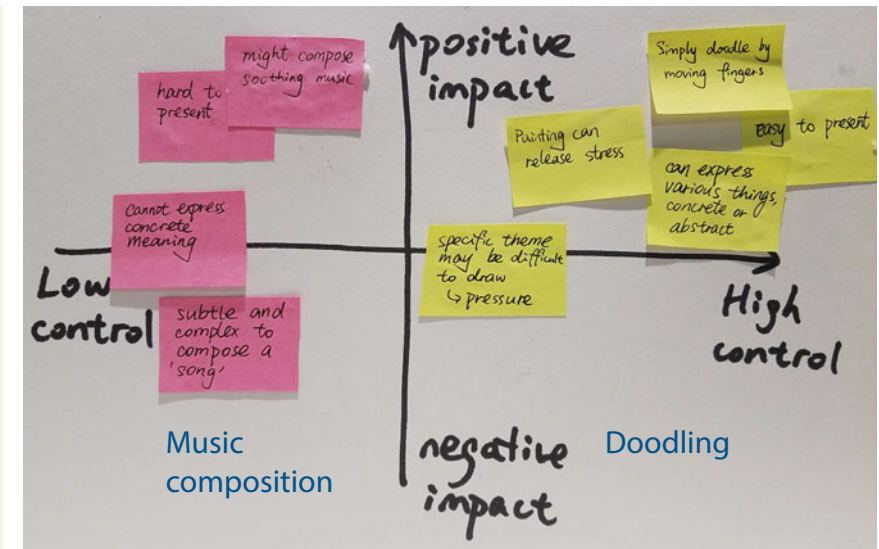 might compose
soothing music
hard to
present
positive
impact
Simply doodle by
moving fingers
easy to present
Painting can
release stress
can express
various things,
concrete or
abstract
cannot express
concrete
meaning
specific theme
may be difficult
to draw
↳ pressure
Low
control
High
control
subtle and
complex to
compose a
'song'
Music
composition
negative
impact
Doodling